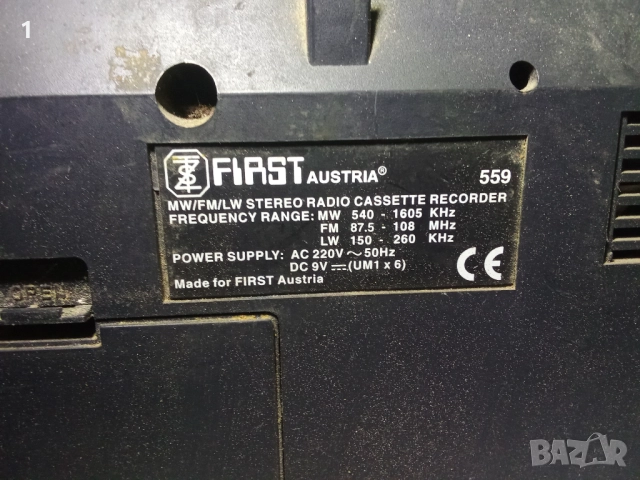 1
FIRST AUSTRIA® 559
MW/FM/LW STEREO RADIO CASSETTE RECORDER
FREQUENCY RANGE: MW 540 - 1605 KHz
FM 87.5 - 108 MHz
LW 150 - 260 KHz
POWER SUPPLY: AC 220V ~ 50Hz
DC 9V ⎓ (UM1 x 6)
Made for FIRST Austria
CE
OPEN
BAZAR